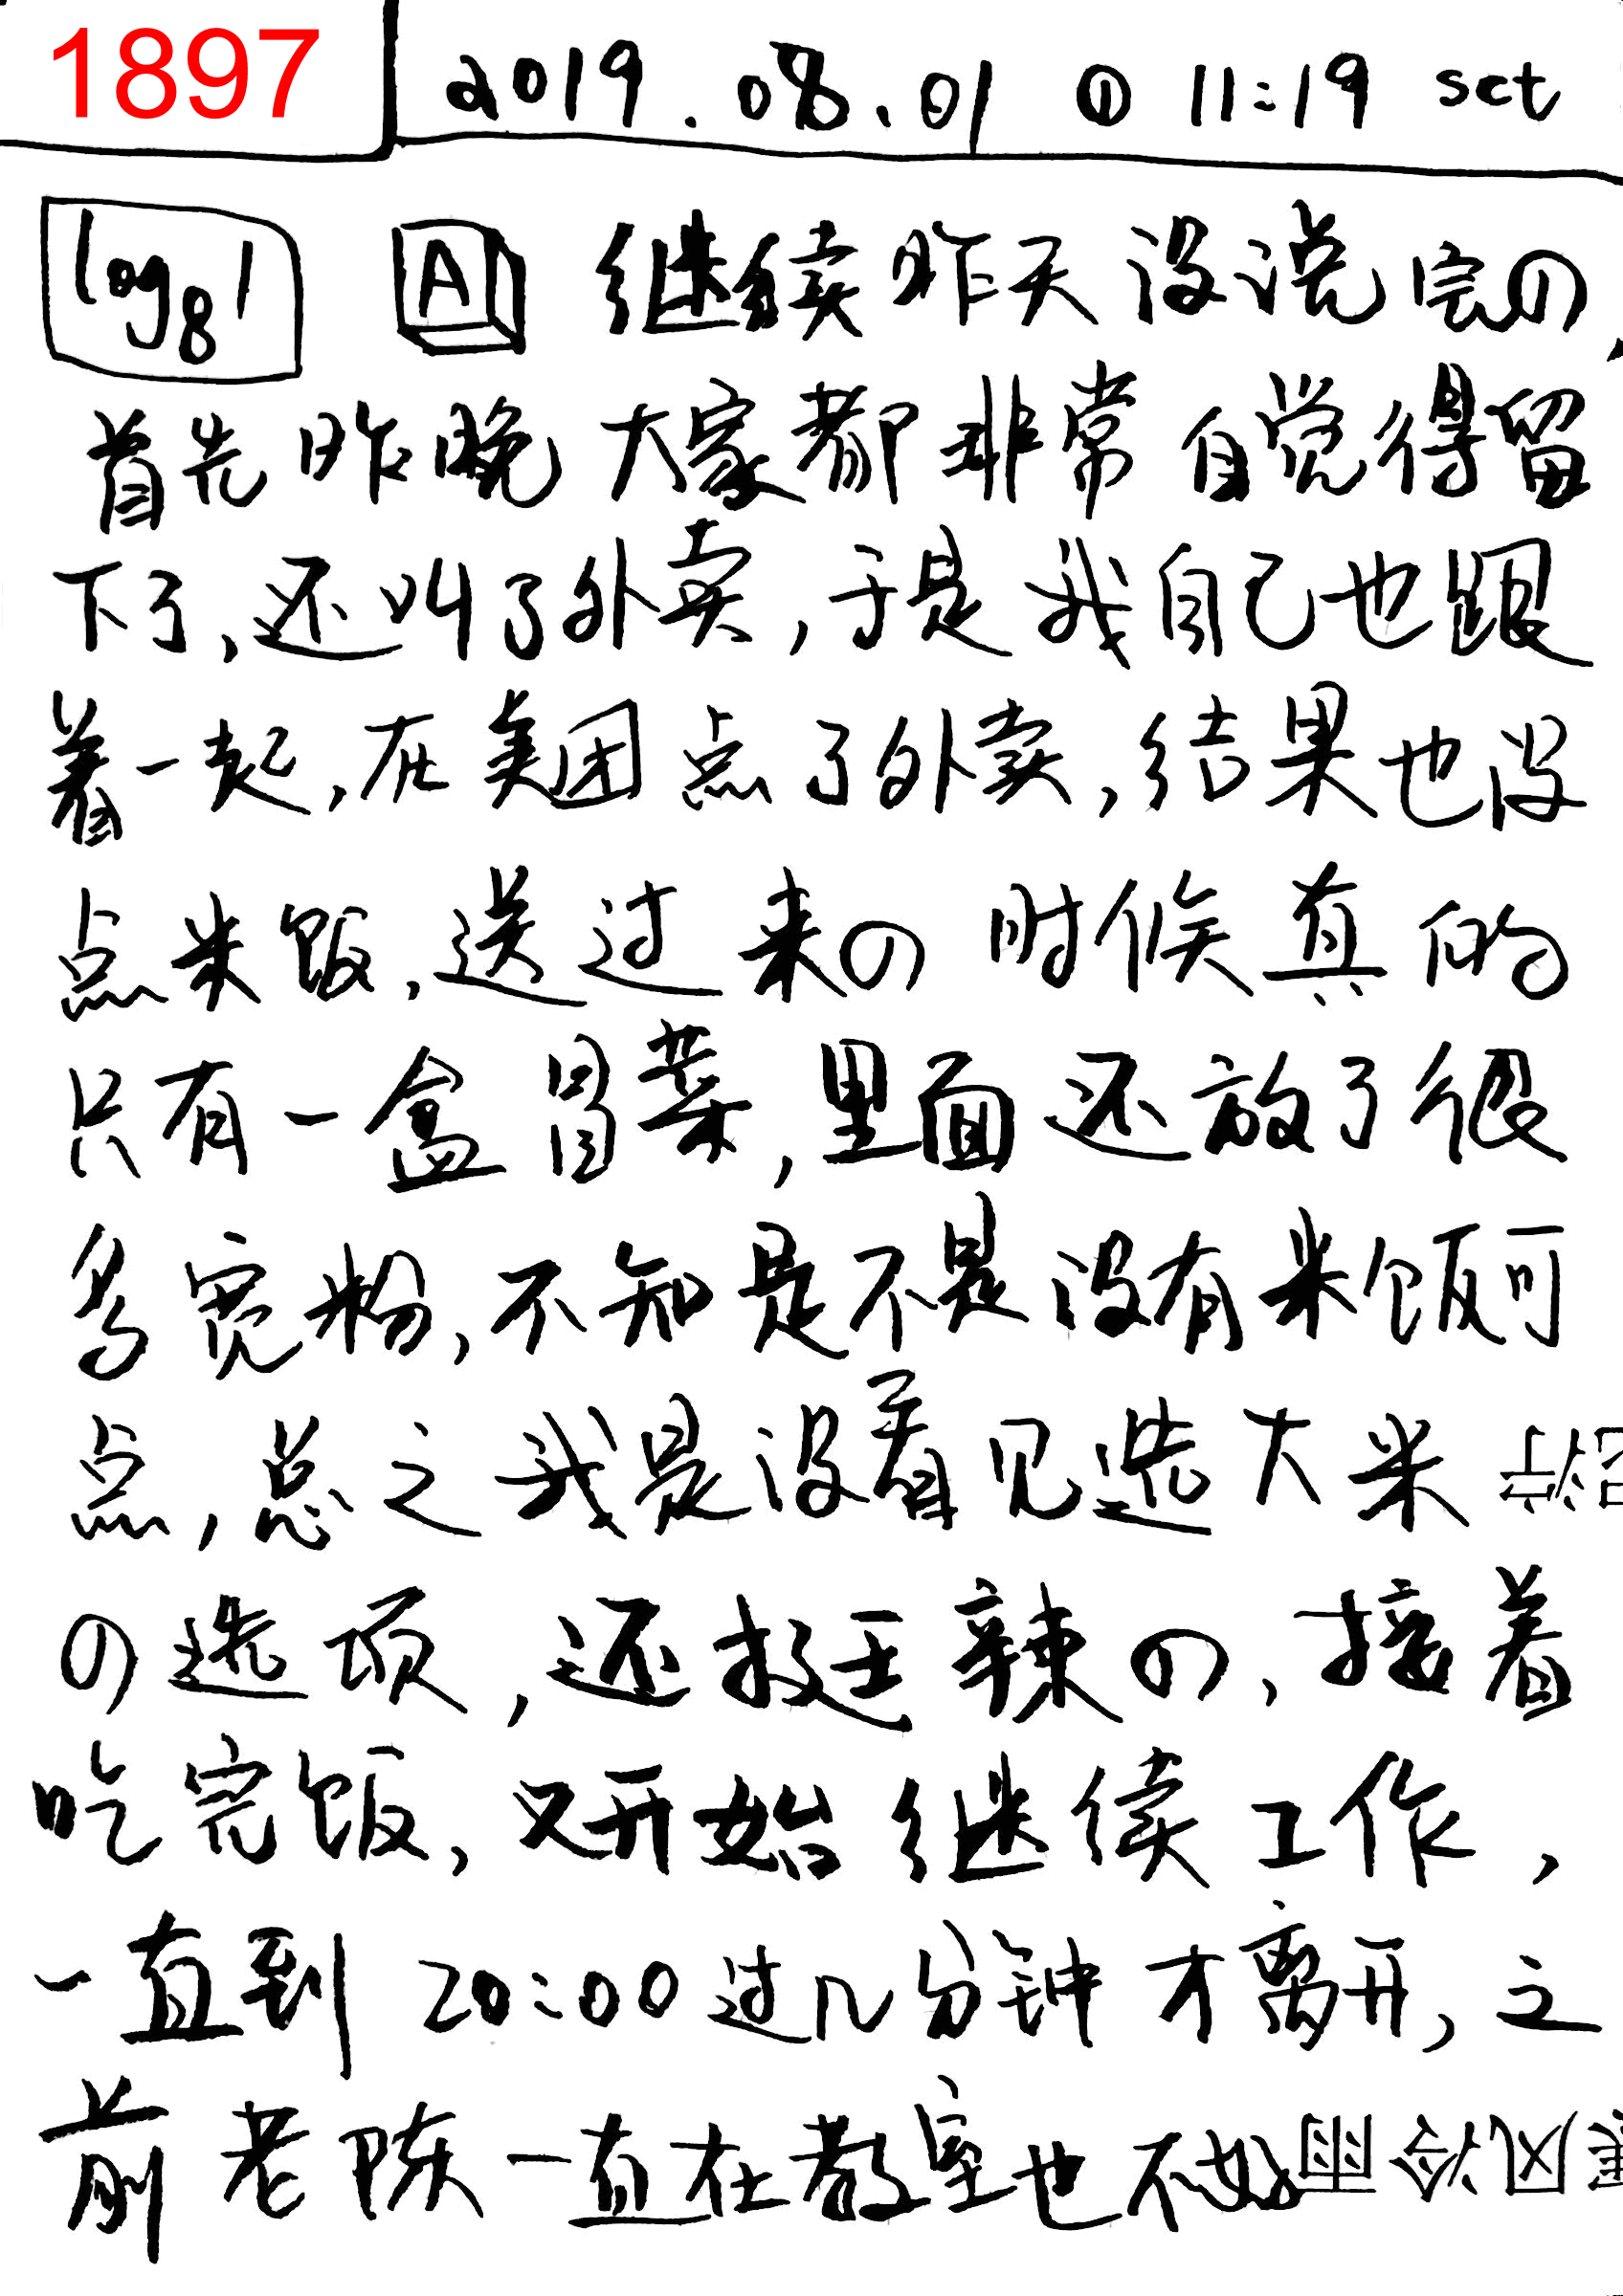 1897 2019.08.01 ① 11:19 sct
log₈1 A 继续昨天没说完の,
首先昨晚大家都非常自觉得留
下了,还叫了外卖,于是我自己也跟
着一起,在美团点了外卖,结果也没
点米饭,送过来の时候真的
只有一盒冒菜,里面还放了很
多宽粉,不知是不是没有米饭可
点,总之我是没看见选大米
の选项,还挺辣の,接着
吃完饭,又开始继续工作,
一直到 20:00 过几分钟才离开,之
前老陈一直在教室也不好